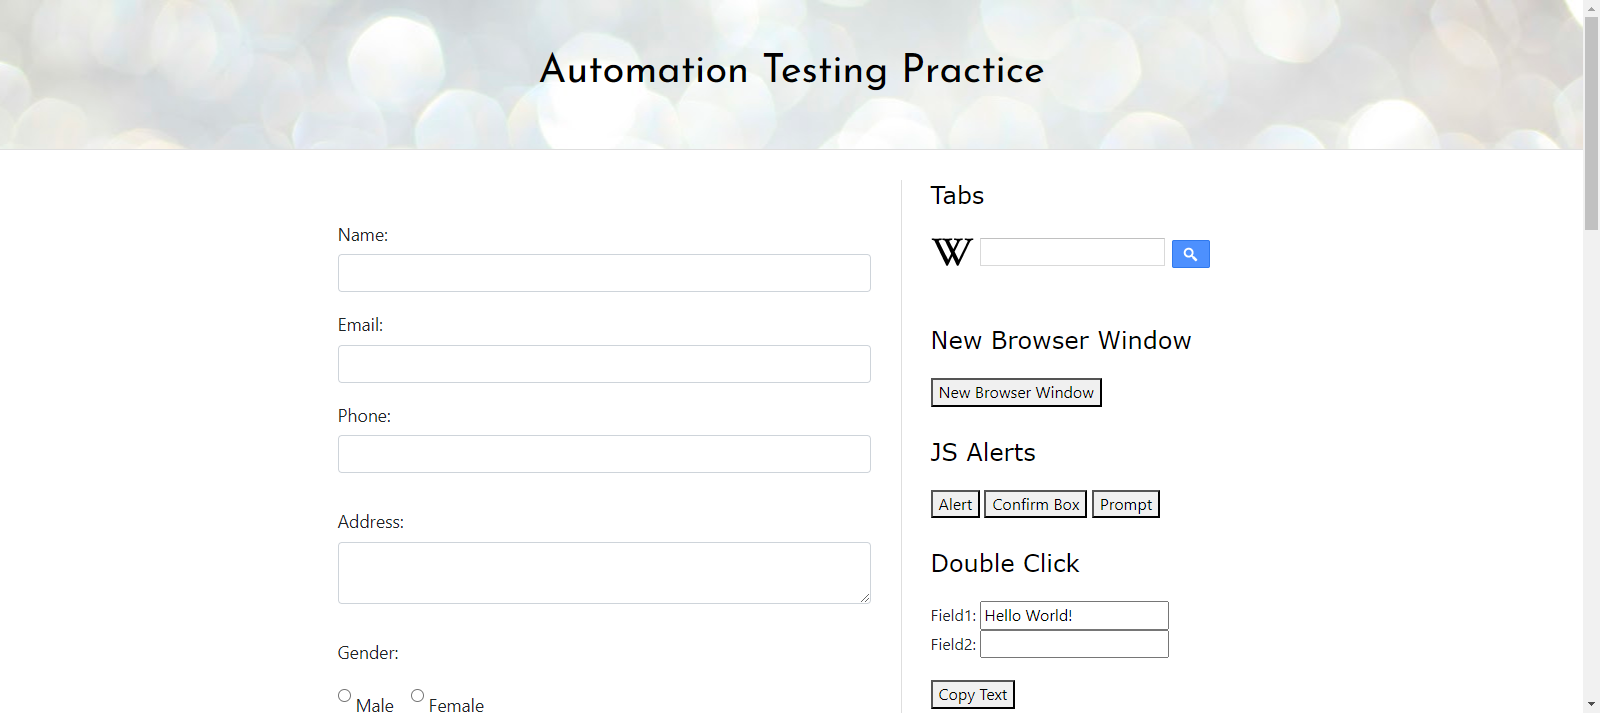 Automation Testing Practice
Name:
Email:
Phone:
Address:
Gender:
Male Female
Tabs
W
New Browser Window
New Browser Window
JS Alerts
Alert Confirm Box Prompt
Double Click
Field1: Hello World!
Field2:
Copy Text